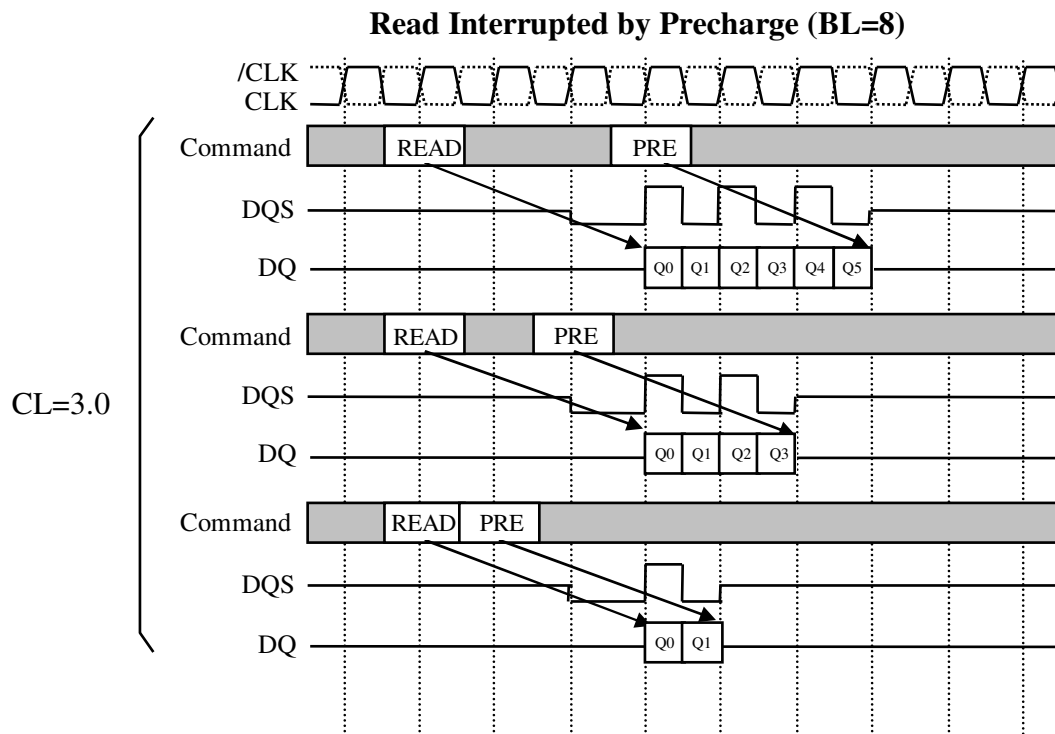 Read Interrupted by Precharge (BL=8)
/CLK
CLK
Command READ PRE
DQS
DQ Q0 Q1 Q2 Q3 Q4 Q5
Command READ PRE
CL=3.0
DQS
DQ Q0 Q1 Q2 Q3
Command READ PRE
DQS
DQ Q0 Q1